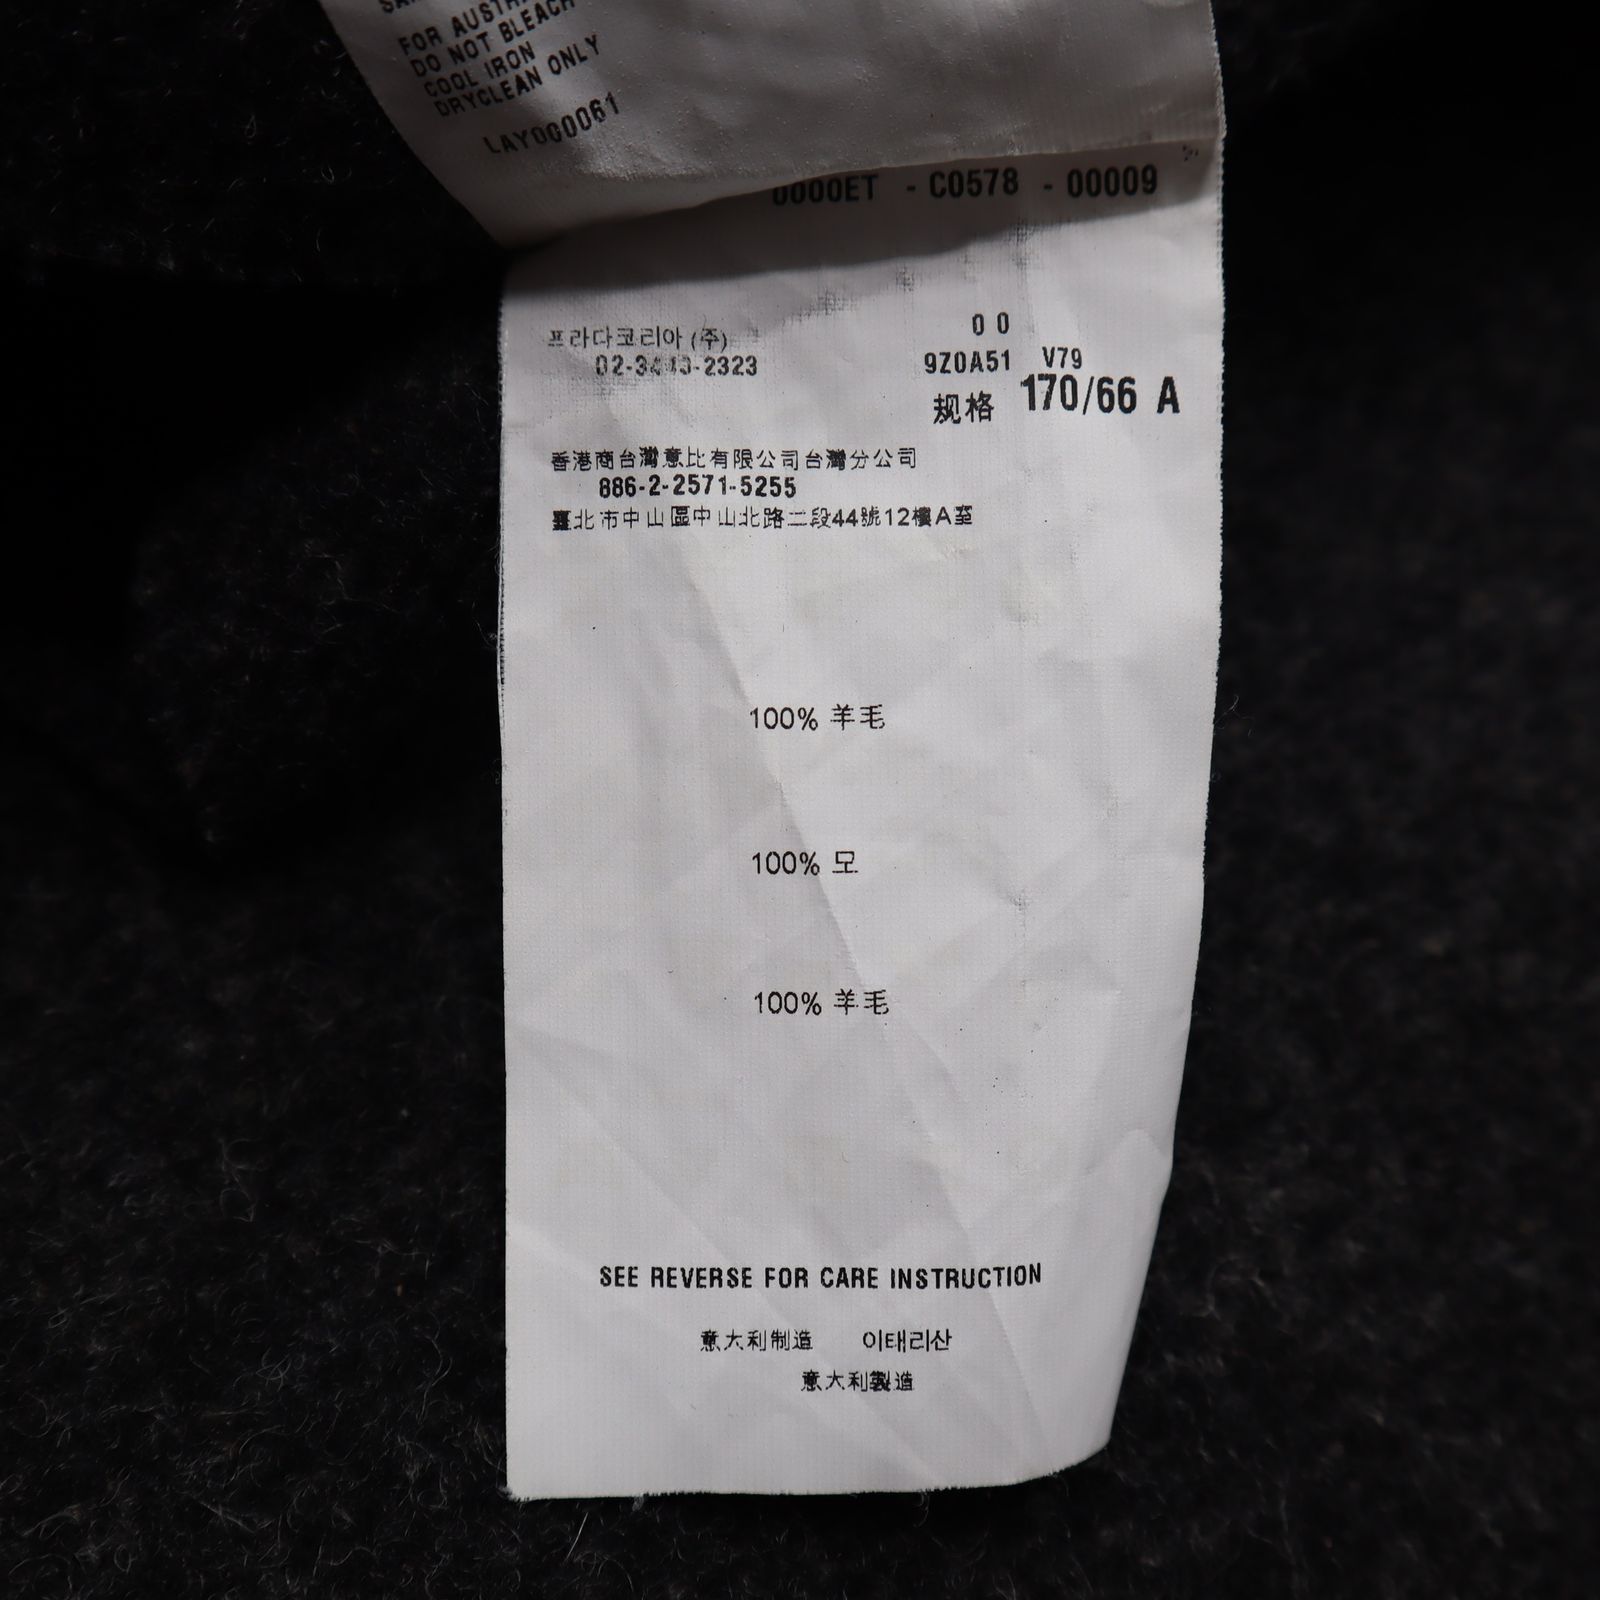 FOR AUSTR
DO NOT BLEACH
COOL IRON
DRYCLEAN ONLY
LAY000061
0000ET - C0578 - 00009
프라다코리아(주)
0 0
9Z0A51 V79
规格 170/66 A
香港商台灣意比有限公司台灣分公司
886-2-2571-5255
臺北市中山區中山北路二段44號12樓A至
100% 羊毛
100% 모
100% 羊毛
SEE REVERSE FOR CARE INSTRUCTION
意大利制造 이태리산
意大利製造